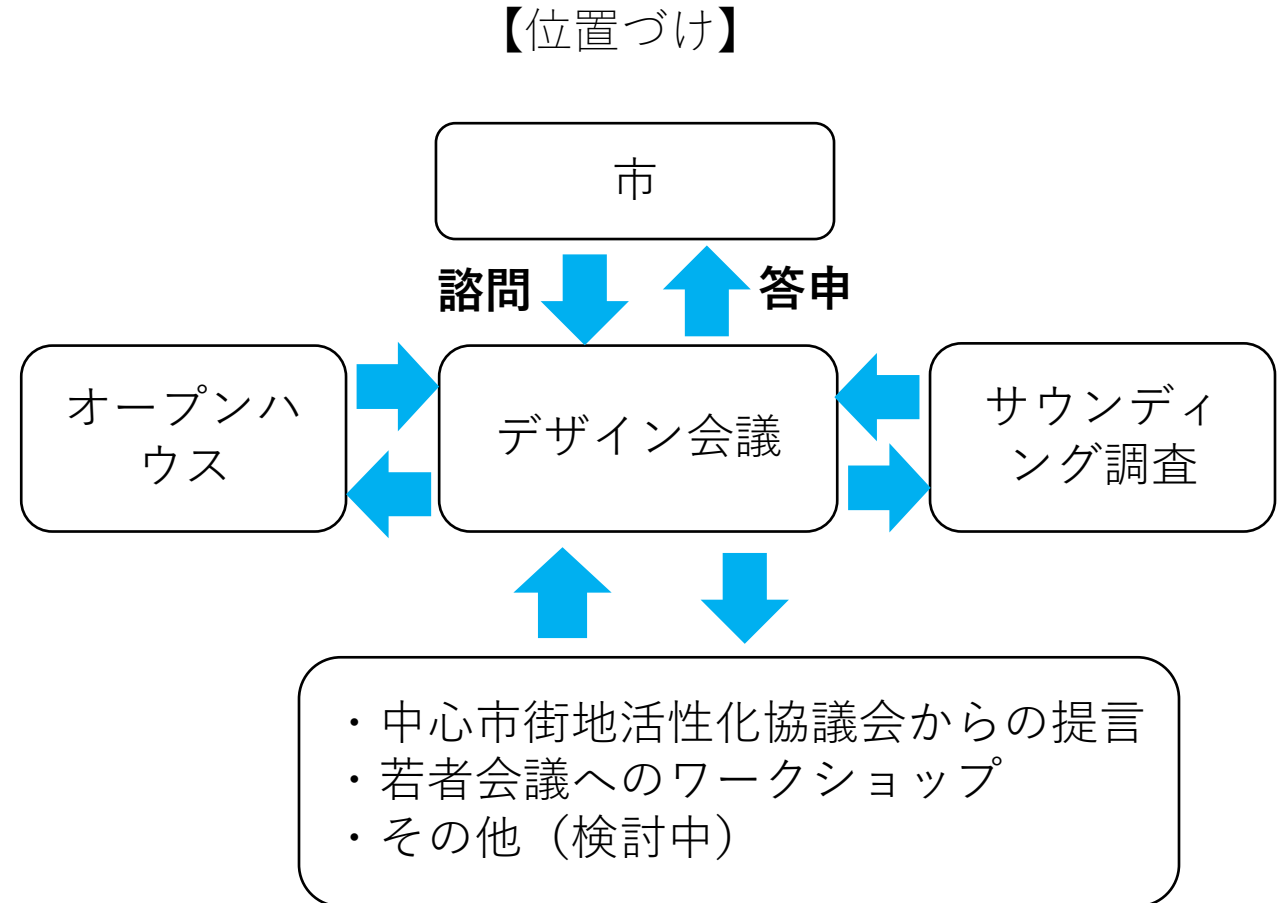 【位置づけ】
市
諮問
答申
オープンハ
ウス
デザイン会議
サウンディ
ング調査
・中心市街地活性化協議会からの提言
・若者会議へのワークショップ
・その他（検討中）